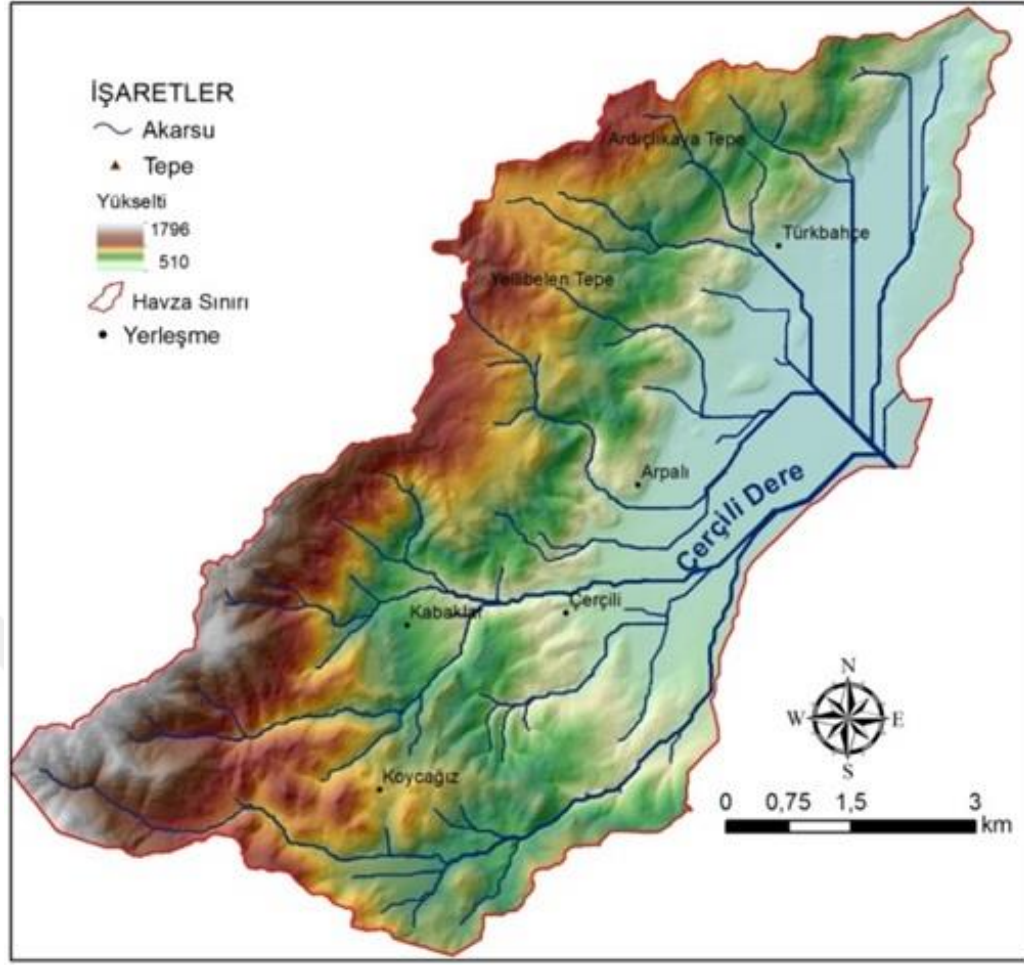 İŞARETLER
Akarsu
Tepe
Yükselti
1796
510
Havza Sınırı
Yerleşme
Ardıçlıkaya Tepe
Türkbahçe
Yellibelen Tepe
Arpalı
Çerçili Dere
Kabaklar
Çerçili
Köycağız
N
W
E
S
0 0,75 1,5 3
km